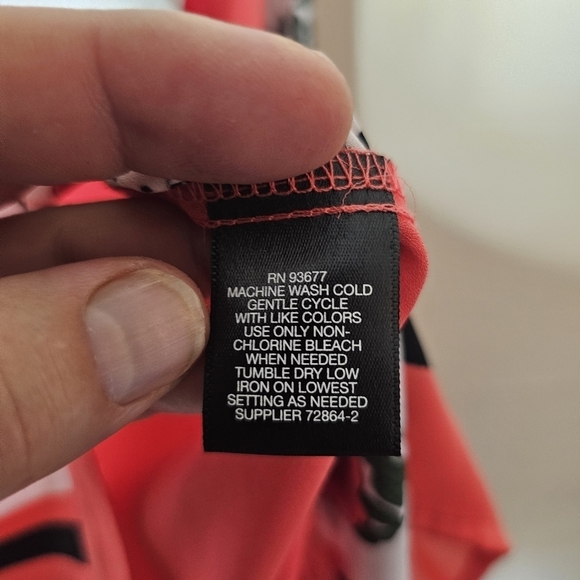 RN 93677
MACHINE WASH COLD
GENTLE CYCLE
WITH LIKE COLORS
USE ONLY NON-
CHLORINE BLEACH
WHEN NEEDED
TUMBLE DRY LOW
IRON ON LOWEST
SETTING AS NEEDED
SUPPLIER 72864-2